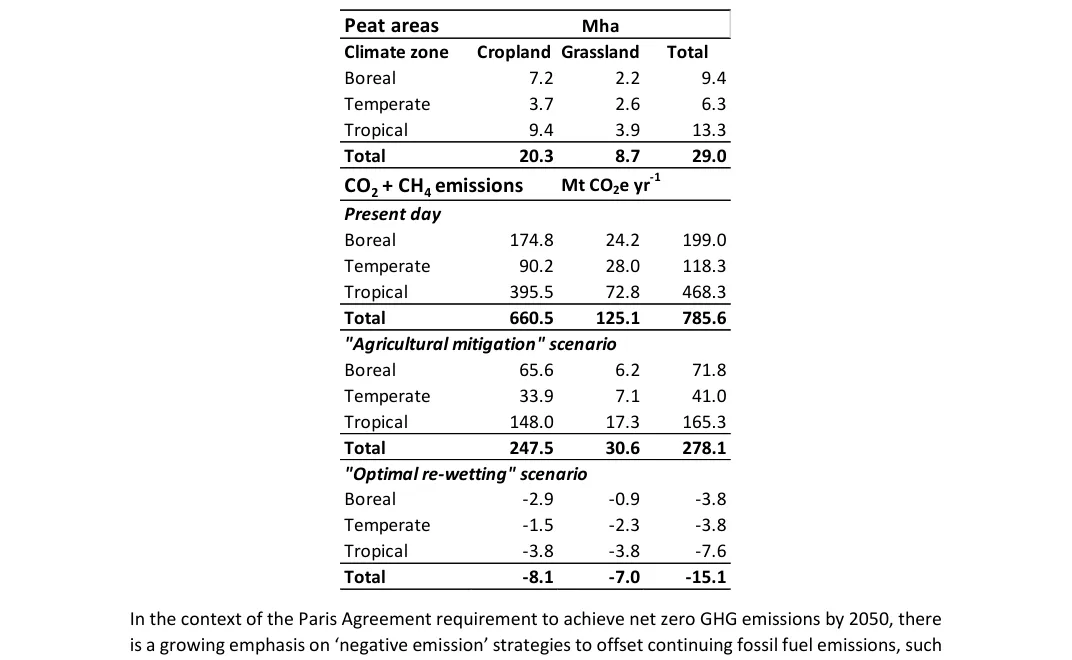 Peat areas Mha
Climate zone Cropland Grassland Total
Boreal 7.2 2.2 9.4
Temperate 3.7 2.6 6.3
Tropical 9.4 3.9 13.3
Total 20.3 8.7 29.0
CO₂ + CH₄ emissions Mt CO₂e yr⁻¹
Present day
Boreal 174.8 24.2 199.0
Temperate 90.2 28.0 118.3
Tropical 395.5 72.8 468.3
Total 660.5 125.1 785.6
"Agricultural mitigation" scenario
Boreal 65.6 6.2 71.8
Temperate 33.9 7.1 41.0
Tropical 148.0 17.3 165.3
Total 247.5 30.6 278.1
"Optimal re-wetting" scenario
Boreal -2.9 -0.9 -3.8
Temperate -1.5 -2.3 -3.8
Tropical -3.8 -3.8 -7.6
Total -8.1 -7.0 -15.1
In the context of the Paris Agreement requirement to achieve net zero GHG emissions by 2050, there
is a growing emphasis on ‘negative emission’ strategies to offset continuing fossil fuel emissions, such